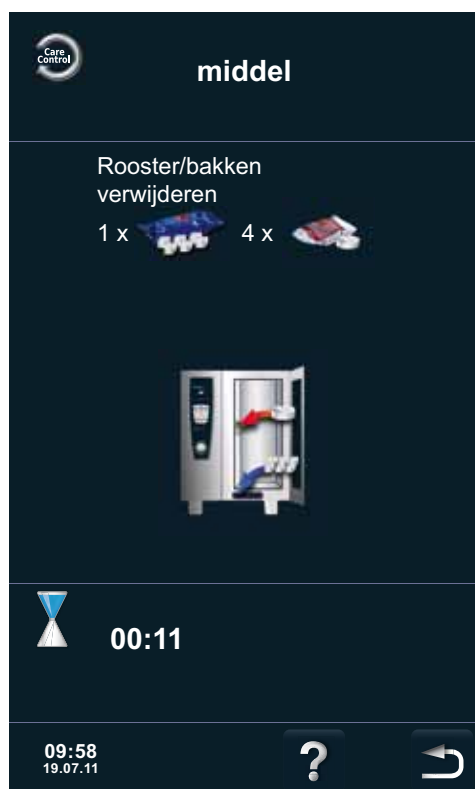 Care
Control
middel
Rooster/bakken
verwijderen
1 x 4 x
00:11
09:58
19.07.11
?